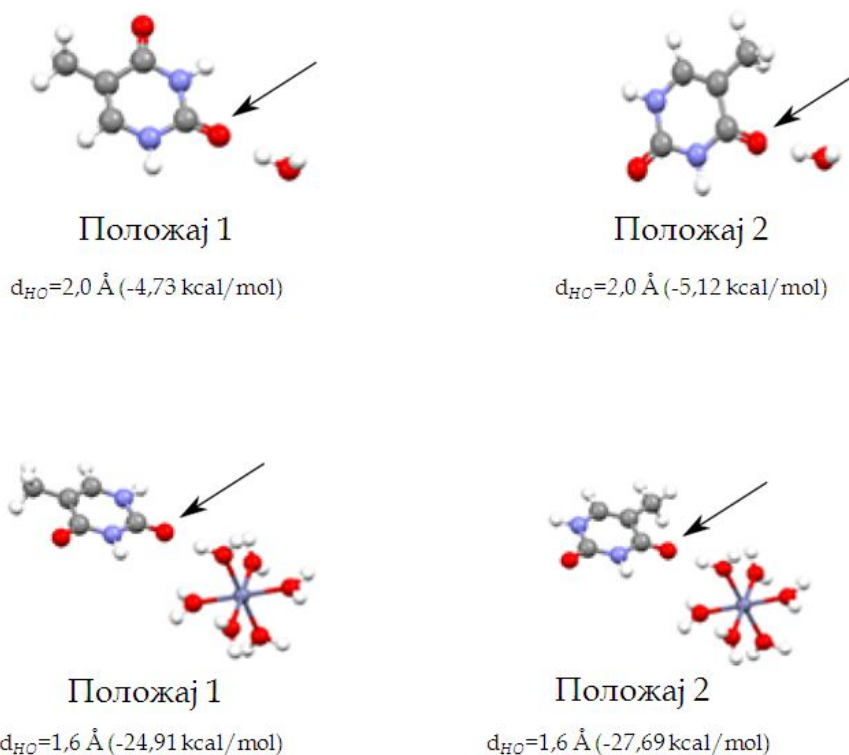 Положај 1
Положај 2
d_HO=2,0 Å (-4,73 kcal/mol)
d_HO=2,0 Å (-5,12 kcal/mol)
Положај 1
Положај 2
d_HO=1,6 Å (-24,91 kcal/mol)
d_HO=1,6 Å (-27,69 kcal/mol)